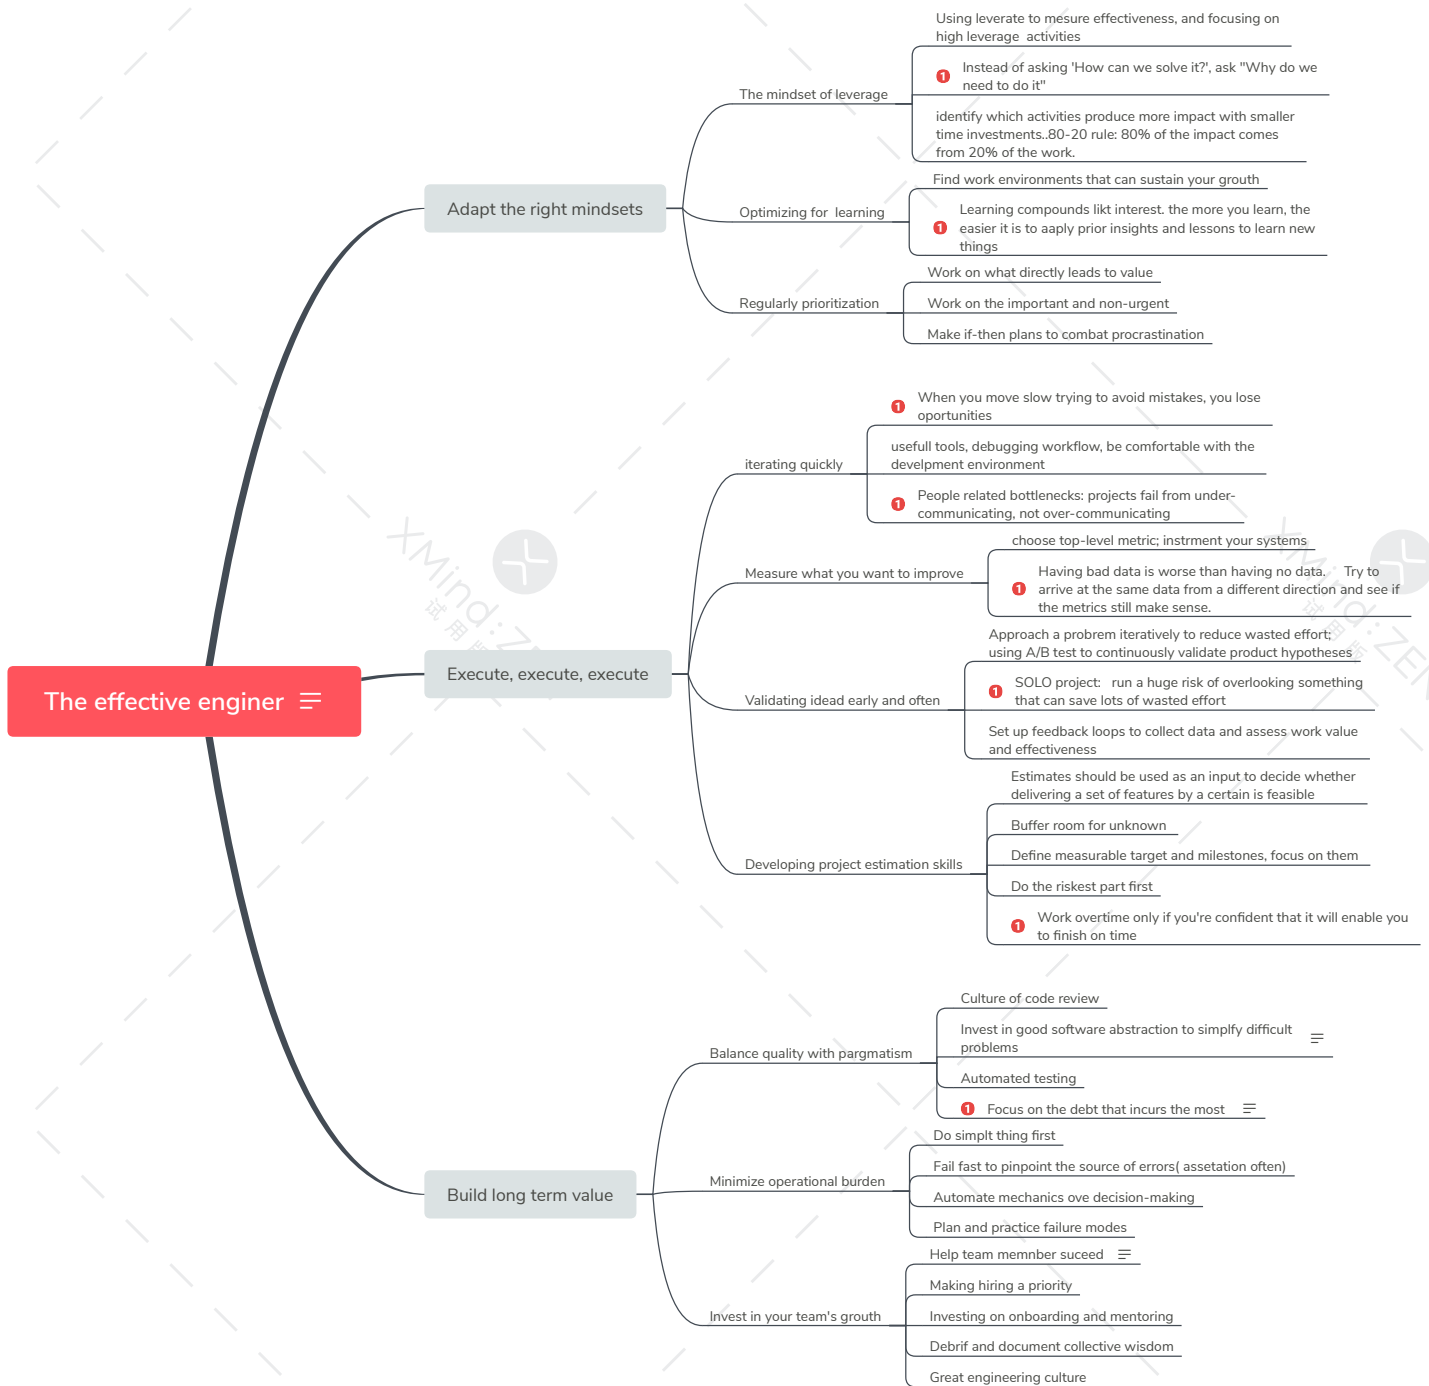 Using leverate to mesure effectiveness, and focusing on
high leverage  activities
1 Instead of asking 'How can we solve it?', ask "Why do we
need to do it"
The mindset of leverage
identify which activities produce more impact with smaller
time investments..80-20 rule: 80% of the impact comes
from 20% of the work.
Find work environments that can sustain your grouth
Adapt the right mindsets
Optimizing for  learning
1 Learning compounds likt interest. the more you learn, the
easier it is to aaply prior insights and lessons to learn new
things
Work on what directly leads to value
Regularly prioritization
Work on the important and non-urgent
Make if-then plans to combat procrastination
1 When you move slow trying to avoid mistakes, you lose
oportunities
iterating quickly
usefull tools, debugging workflow, be comfortable with the
develpment environment
1 People related bottlenecks: projects fail from under-
communicating, not over-communicating
choose top-level metric; instrment your systems
Measure what you want to improve
1 Having bad data is worse than having no data.    Try to
arrive at the same data from a different direction and see if
the metrics still make sense.
Approach a probrem iteratively to reduce wasted effort;
using A/B test to continuously validate product hypotheses
Execute, execute, execute
The effective enginer
Validating idead early and often
1 SOLO project:   run a huge risk of overlooking something
that can save lots of wasted effort
Set up feedback loops to collect data and assess work value
and effectiveness
Estimates should be used as an input to decide whether
delivering a set of features by a certain is feasible
Buffer room for unknown
Developing project estimation skills
Define measurable target and milestones, focus on them
Do the riskest part first
1 Work overtime only if you're confident that it will enable you
to finish on time
Culture of code review
Invest in good software abstraction to simplfy difficult
problems
Balance quality with pargmatism
Automated testing
1 Focus on the debt that incurs the most
Do simplt thing first
Fail fast to pinpoint the source of errors( assetation often)
Minimize operational burden
Build long term value
Automate mechanics ove decision-making
Plan and practice failure modes
Help team memnber suceed
Making hiring a priority
Invest in your team's grouth
Investing on onboarding and mentoring
Debrif and document collective wisdom
Great engineering culture
XMind:ZEN
试用版
XMind:ZEN
试用版